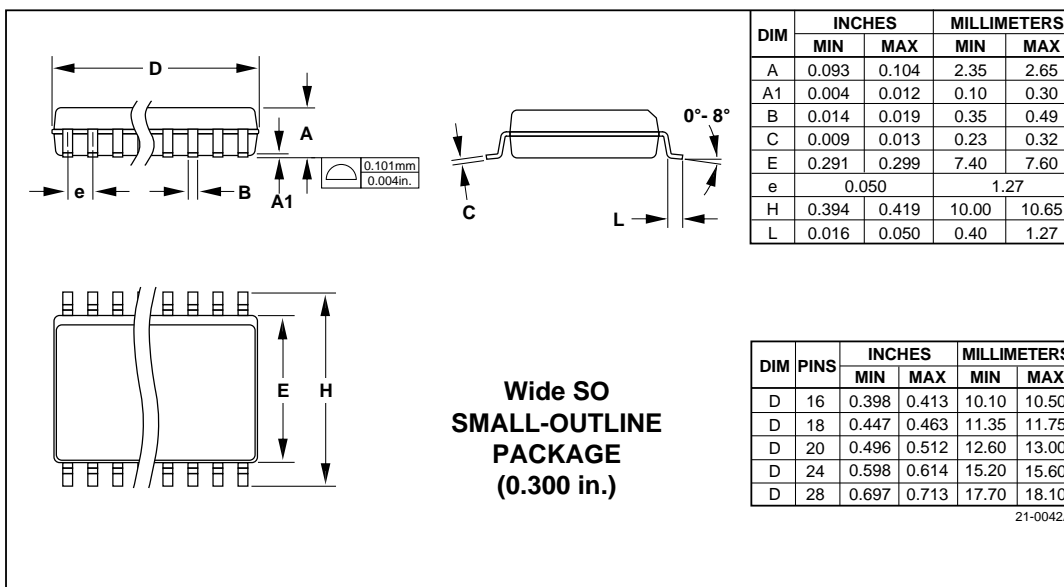 D
A
e
B
A1
0.101mm
0.004in.
C
L
0°- 8°
DIM INCHES MILLIMETERS
MIN MAX MIN MAX
A 0.093 0.104 2.35 2.65
A1 0.004 0.012 0.10 0.30
B 0.014 0.019 0.35 0.49
C 0.009 0.013 0.23 0.32
E 0.291 0.299 7.40 7.60
e 0.050 1.27
H 0.394 0.419 10.00 10.65
L 0.016 0.050 0.40 1.27
E
H
Wide SO
SMALL-OUTLINE
PACKAGE
(0.300 in.)
DIM PINS INCHES MILLIMETERS
MIN MAX MIN MAX
D 16 0.398 0.413 10.10 10.50
D 18 0.447 0.463 11.35 11.75
D 20 0.496 0.512 12.60 13.00
D 24 0.598 0.614 15.20 15.60
D 28 0.697 0.713 17.70 18.10
21-0042